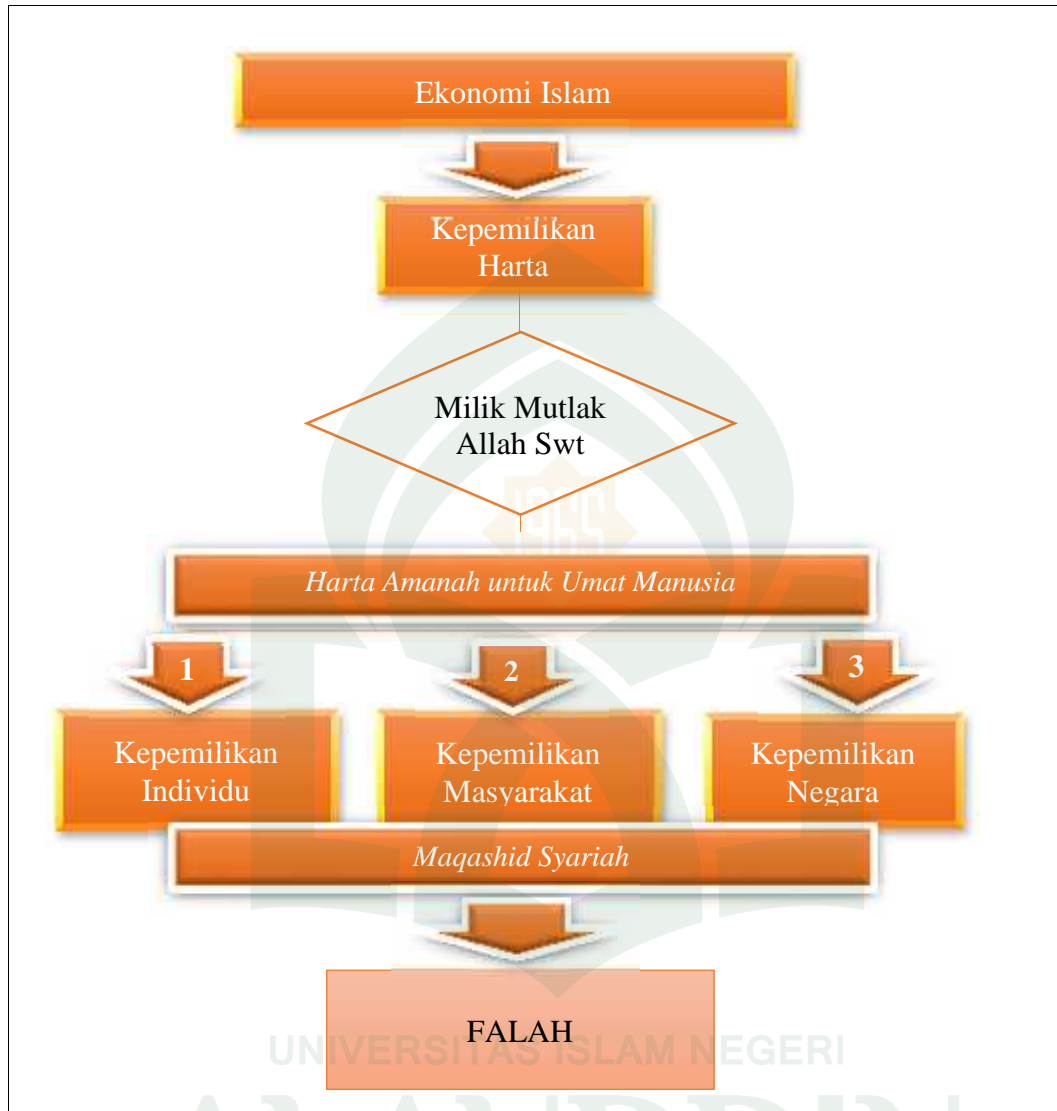 Ekonomi Islam
Kepemilikan
Harta
Milik Mutlak
Allah Swt
1965
Harta Amanah untuk Umat Manusia
1
2
3
Kepemilikan
Individu
Kepemilikan
Masyarakat
Kepemilikan
Negara
Maqashid Syariah
FALAH
UNIVERSITAS ISLAM NEGERI